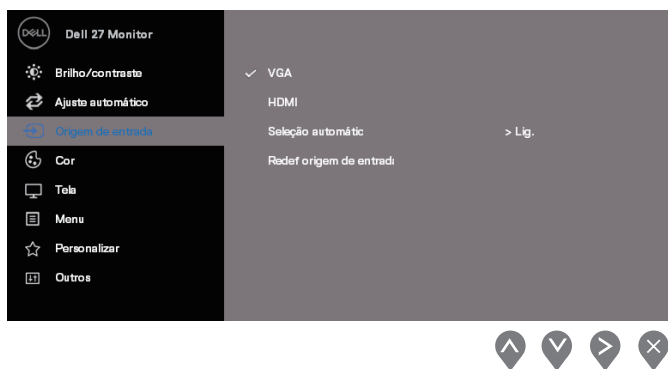 DELL
Dell 27 Monitor
Brilho/contraste
VGA
Ajuste automático
HDMI
Origem de entrada
Seleção automátic
> Lig.
Cor
Redef origem de entrad
Tela
Menu
Personalizar
Outros